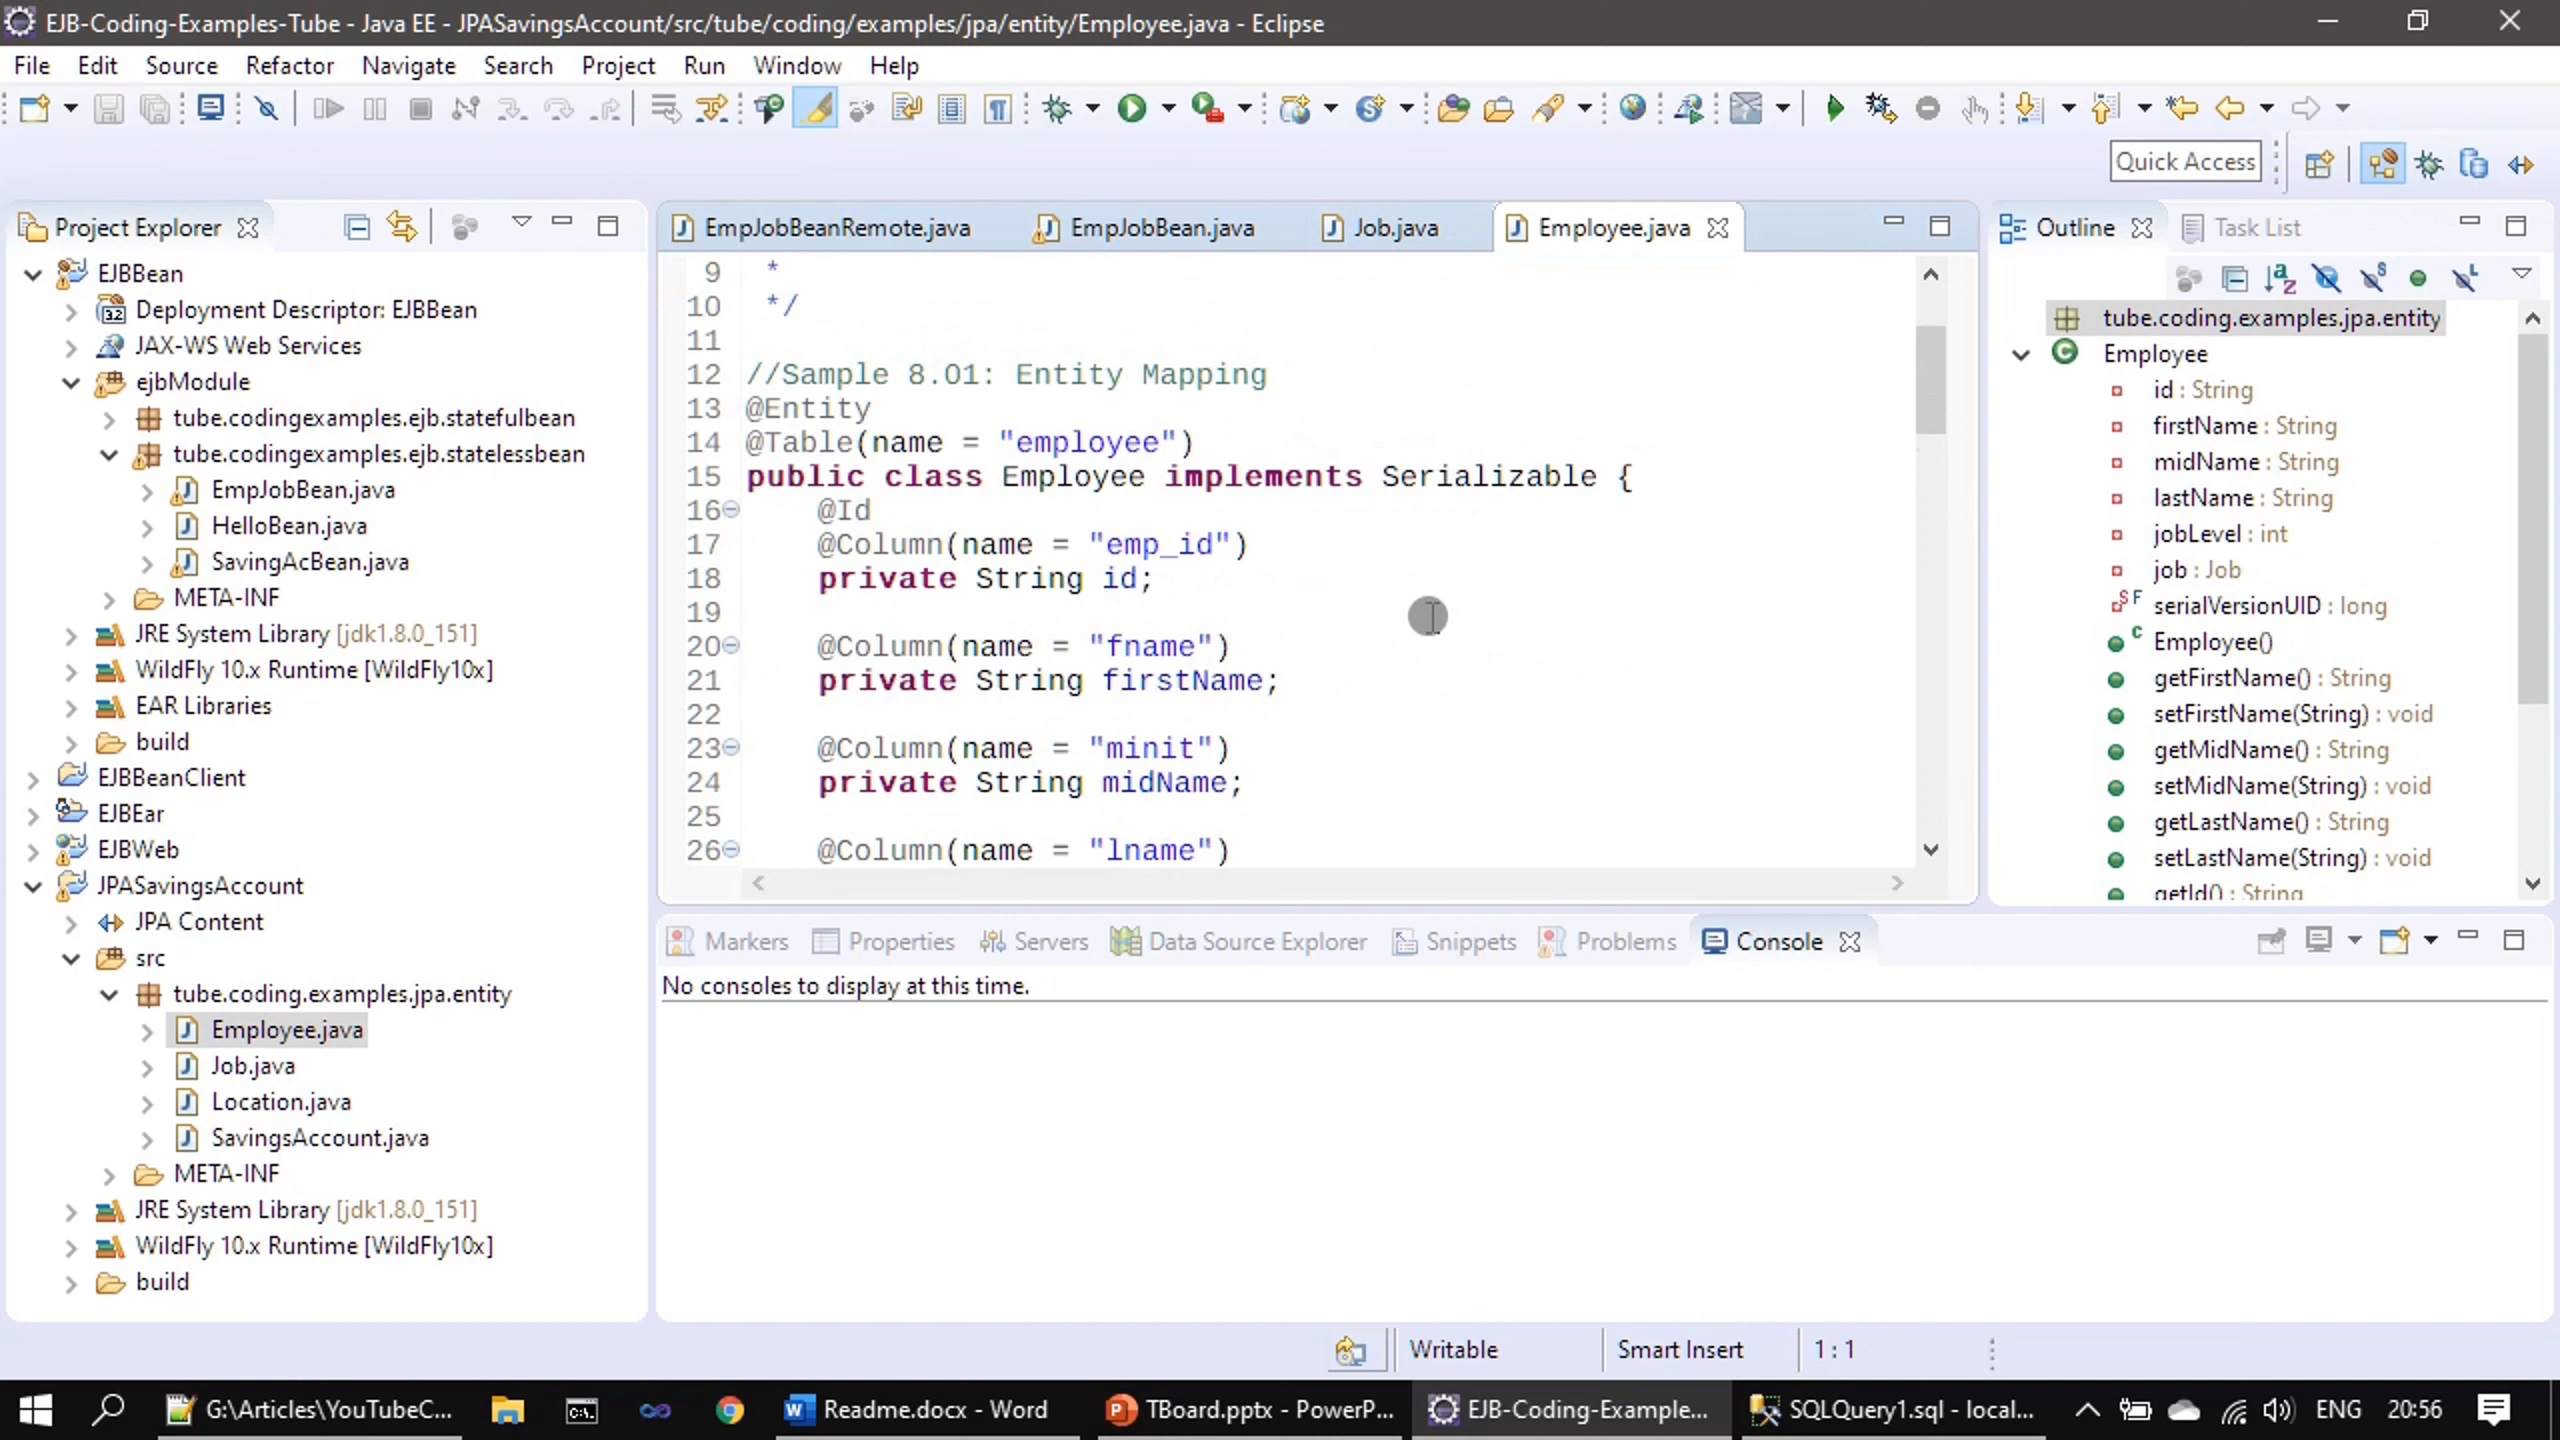 EJB-Coding-Examples-Tube - Java EE - JPASavingsAccount/src/tube/coding/examples/jpa/entity/Employee.java - Eclipse
File Edit Source Refactor Navigate Search Project Run Window Help
Quick Access
Project Explorer
EJBBean
Deployment Descriptor: EJBBean
JAX-WS Web Services
ejbModule
tube.codingexamples.ejb.statefulbean
tube.codingexamples.ejb.statelessbean
EmpJobBean.java
HelloBean.java
SavingAcBean.java
META-INF
JRE System Library [jdk1.8.0_151]
WildFly 10.x Runtime [WildFly10x]
EAR Libraries
build
EJBBeanClient
EJBEar
EJBWeb
JPASavingsAccount
JPA Content
src
tube.coding.examples.jpa.entity
Employee.java
Job.java
Location.java
SavingsAccount.java
META-INF
JRE System Library [jdk1.8.0_151]
WildFly 10.x Runtime [WildFly10x]
build
EmpJobBeanRemote.java EmpJobBean.java Job.java Employee.java
9 *
10 */
11
12 //Sample 8.O1: Entity Mapping
13 @Entity
14 @Table(name = "employee")
15 public class Employee implements Serializable {
16 @Id
17 @Column(name = "emp_id")
18 private String id;
19
20 @Column(name = "fname")
21 private String firstName;
22
23 @Column(name = "minit")
24 private String midName;
25
26 @Column(name = "lname")
Outline Task List
tube.coding.examples.jpa.entity
Employee
id : String
firstName : String
midName : String
lastName : String
jobLevel : int
job : Job
serialVersionUID : long
Employee()
getFirstName() : String
setFirstName(String) : void
getMidName() : String
setMidName(String) : void
getLastName() : String
setLastName(String) : void
getId() : String
Markers Properties Servers Data Source Explorer Snippets Problems Console
No consoles to display at this time.
Writable Smart Insert 1 : 1
G:\Articles\YouTubeC... Readme.docx - Word TBoard.pptx - PowerP... EJB-Coding-Example... SQLQuery1.sql - local... ENG 20:56